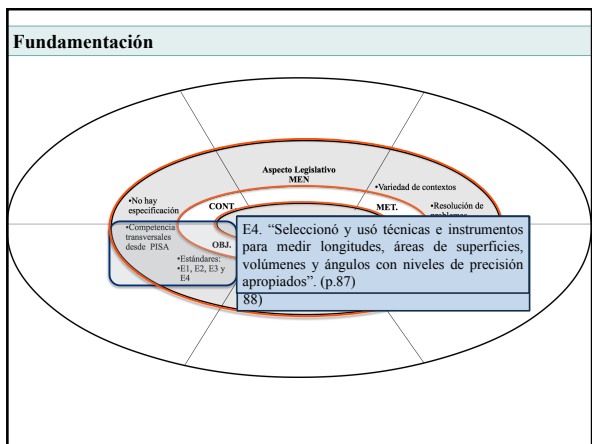 Fundamentación
Aspecto Legislativo
MEN
•Variedad de contextos
•No hay
especificación
CONT.
MET.
•Resolución de
problemas
•Competencia
transversales
desde PISA
OBJ.
•Estándares:
•E1, E2, E3 y
E4
E4. “Seleccionó y usó técnicas e instrumentos
para medir longitudes, áreas de superficies,
volúmenes y ángulos con niveles de precisión
apropiados”. (p.87)
88)